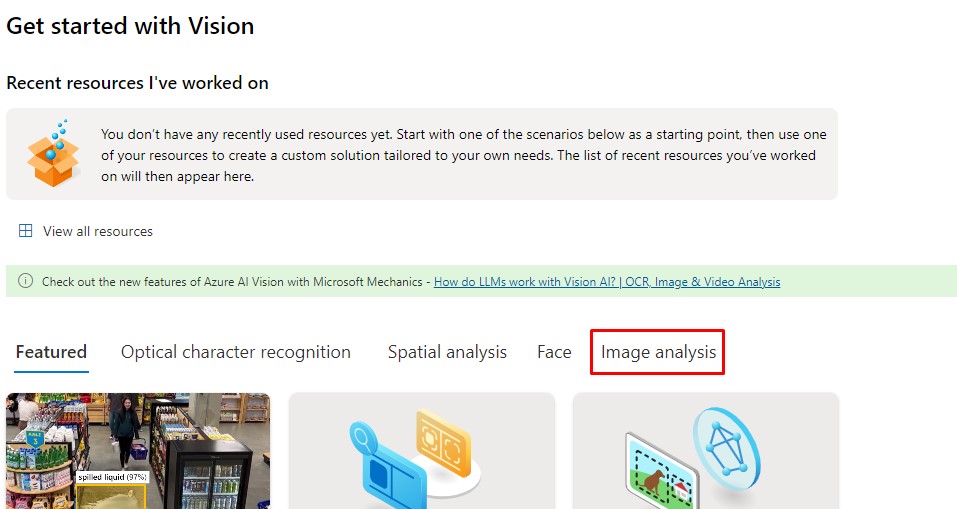 Get started with Vision
Recent resources I've worked on
You don’t have any recently used resources yet. Start with one of the scenarios below as a starting point, then use
one of your resources to create a custom solution tailored to your own needs. The list of recent resources you’ve worked
on will then appear here.
View all resources
Check out the new features of Azure AI Vision with Microsoft Mechanics - How do LLMs work with Vision AI? | OCR, Image & Video Analysis
Featured Optical character recognition Spatial analysis Face Image analysis
AISLE
3
spilled liquid (97%)